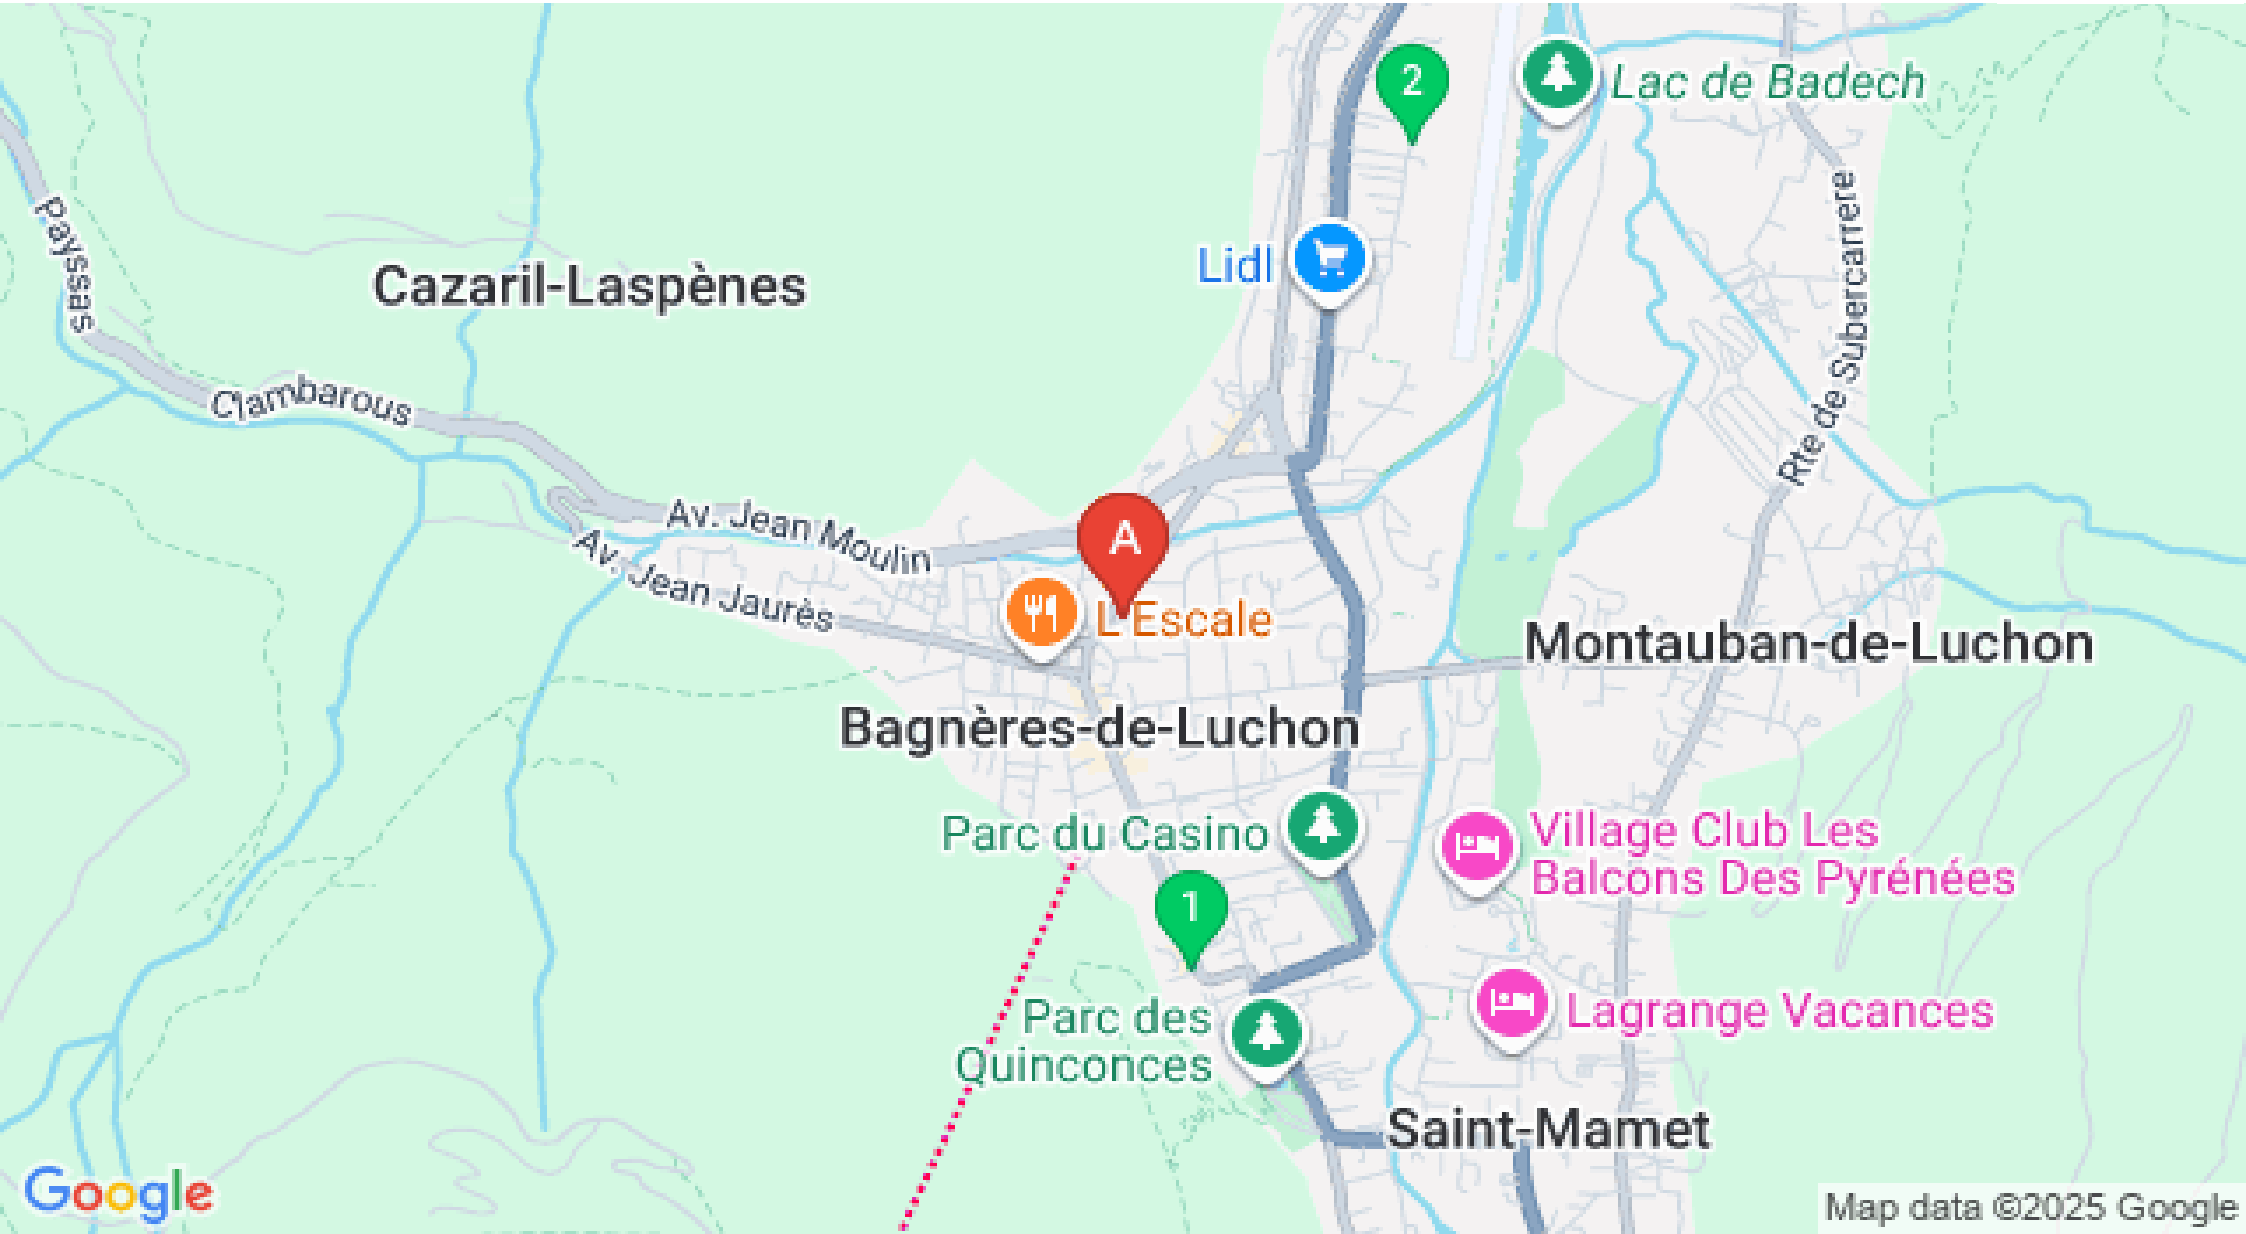 2
Lac de Badech
Payssas
Rte de Subercarrere
Lidl
Cazaril-Laspènes
Clambarous
Av. Jean Moulin
A
Av. Jean Jaurès
L'Escale
Montauban-de-Luchon
Bagnères-de-Luchon
Parc du Casino
Village Club Les
Balcons Des Pyrénées
1
Parc des
Quinconces
Lagrange Vacances
Saint-Mamet
Google
Map data ©2025 Google